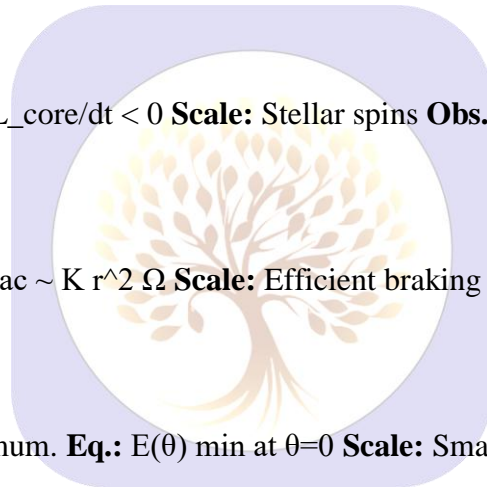 _core/dt < 0 Scale: Stellar spins Obs.
ac ~ K r^2 Ω Scale: Efficient braking
num. Eq.: E(θ) min at θ=0 Scale: Sma